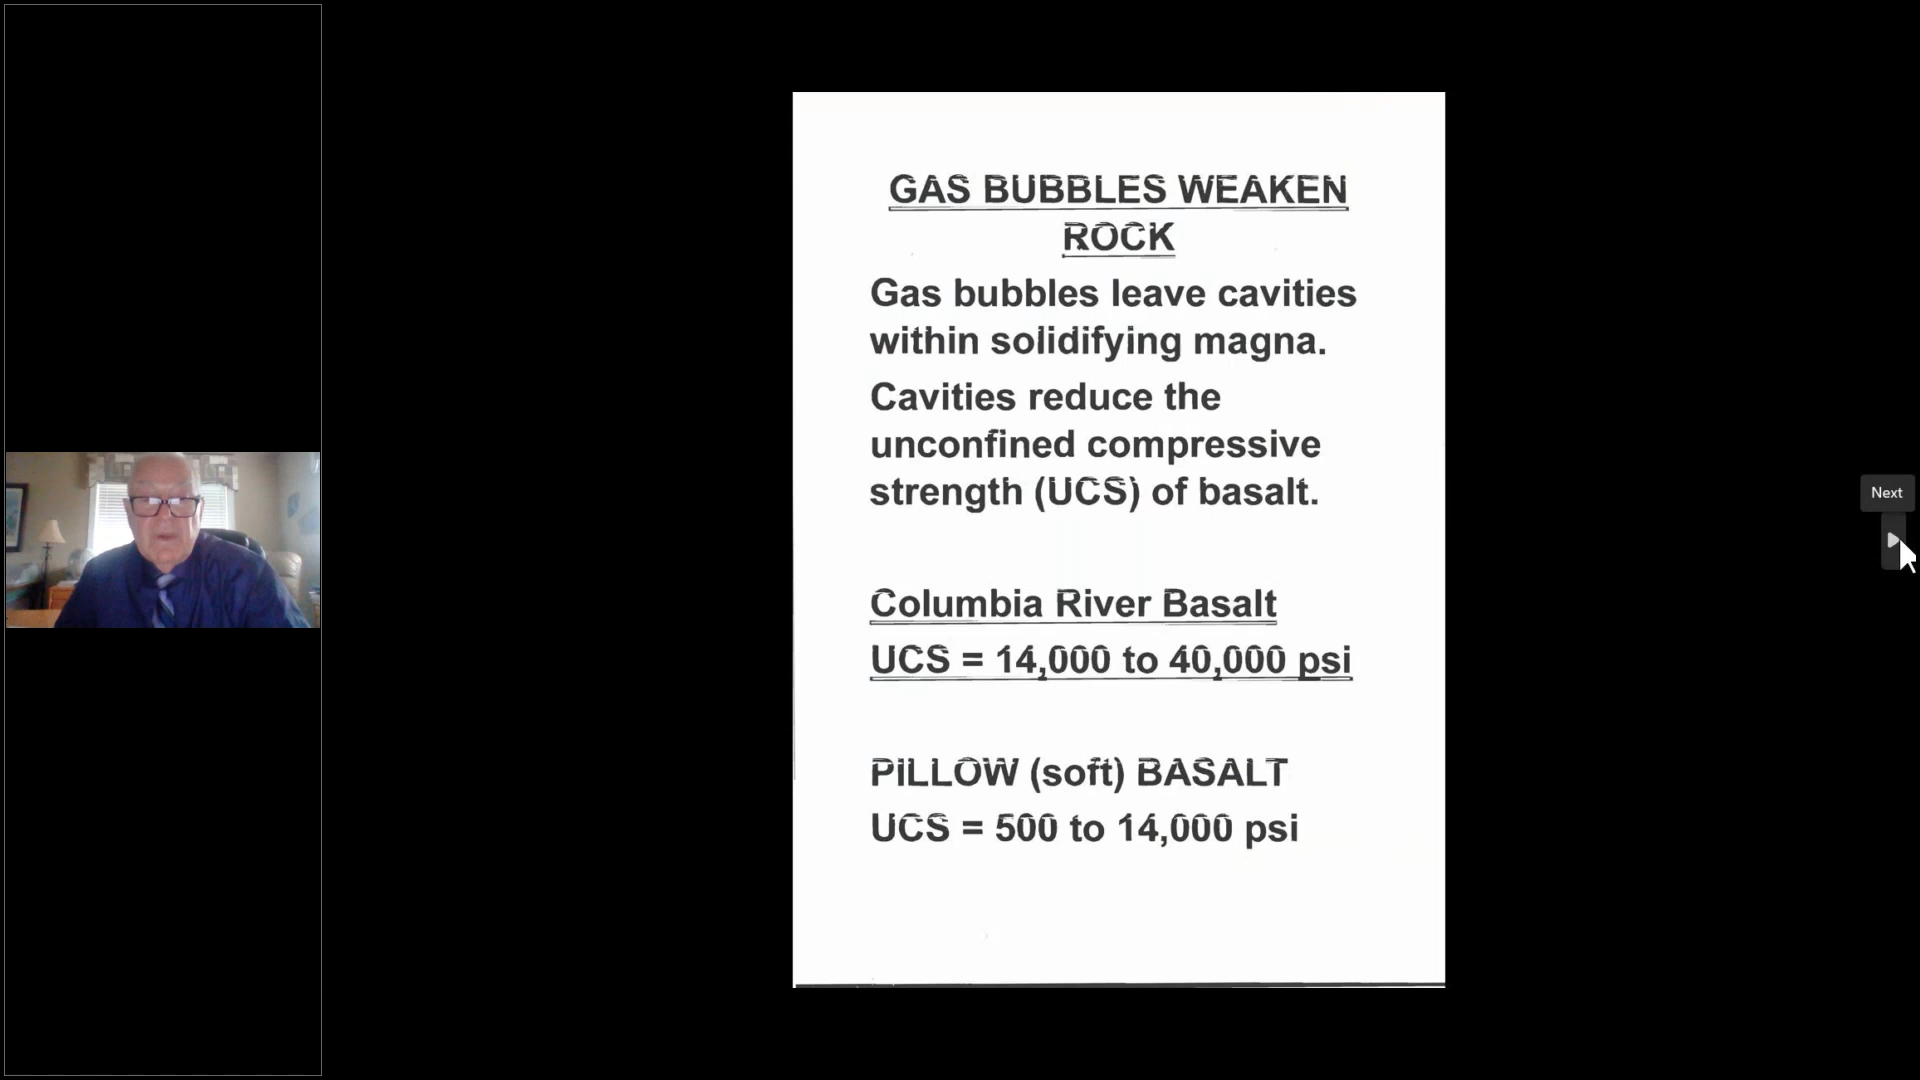 GAS BUBBLES WEAKEN
ROCK
Gas bubbles leave cavities
within solidifying magna.
Cavities reduce the
unconfined compressive
strength (UCS) of basalt.
Columbia River Basalt
UCS = 14,000 to 40,000 psi
PILLOW (soft) BASALT
UCS = 500 to 14,000 psi
Next